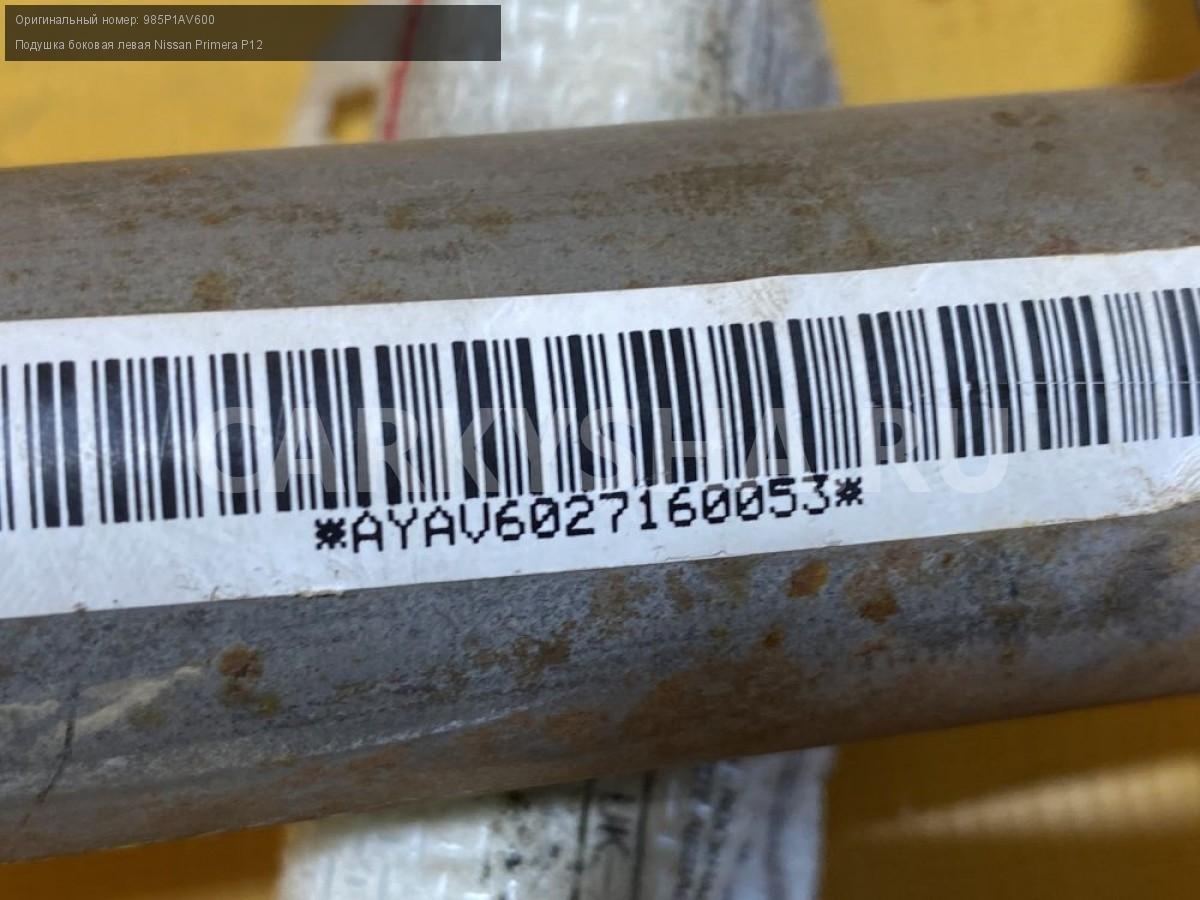 Оригинальный номер: 985P1AV600
Подушка боковая левая Nissan Primera P12
CARKYSHA.RU
*AYAV6027160053*